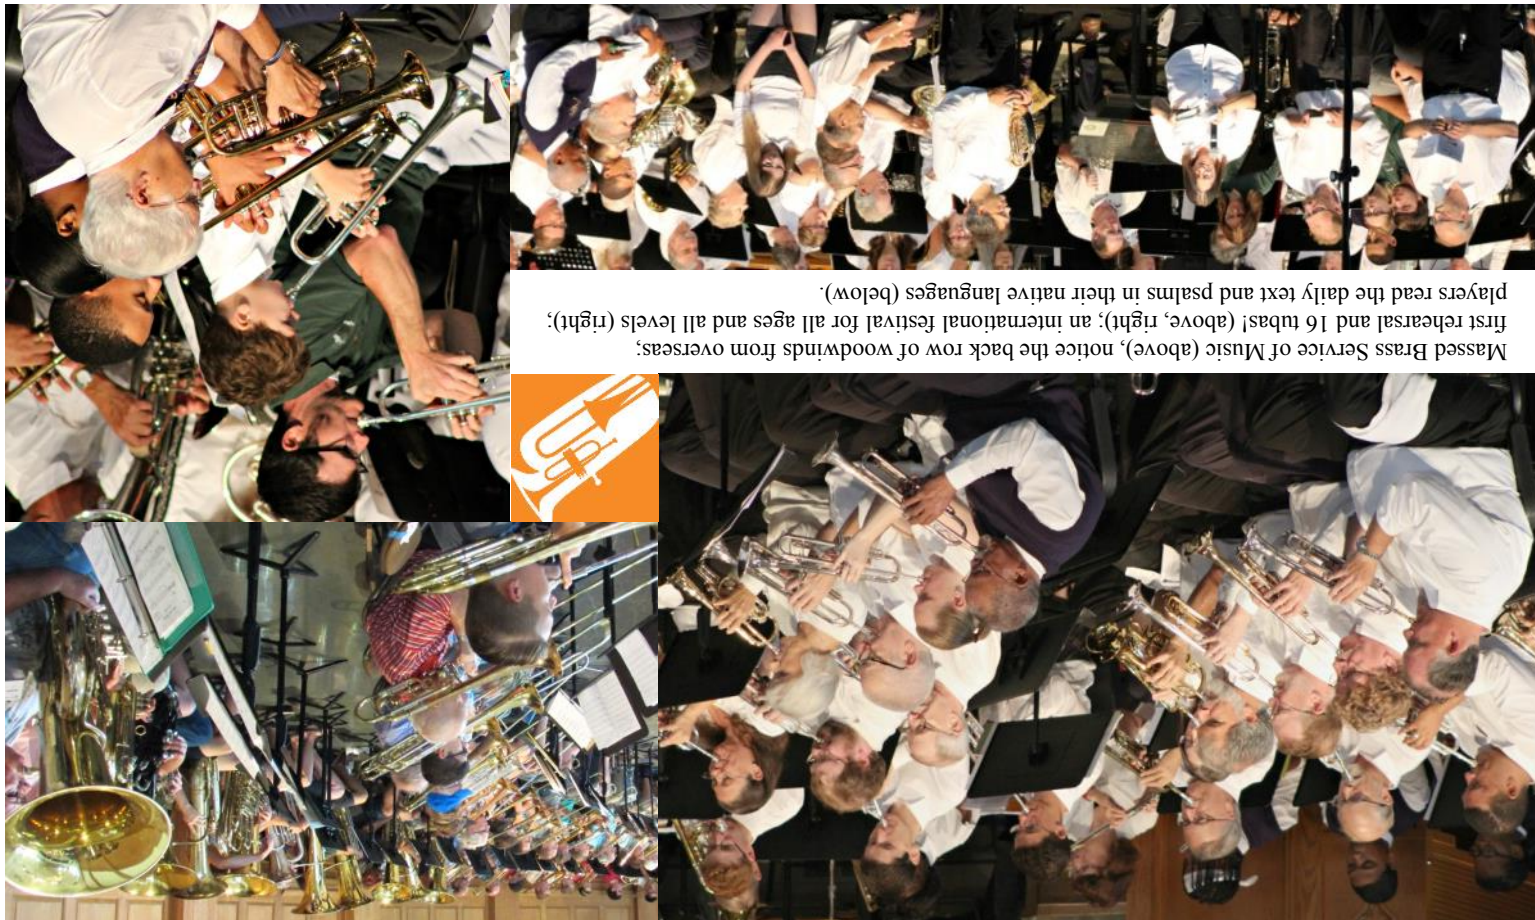 Massed Brass Service of Music (above), notice the back row of woodwinds from overseas;
first rehearsal and 16 tubas! (above, right); an international festival for all ages and all levels (right);
players read the daily text and psalms in their native languages (below).